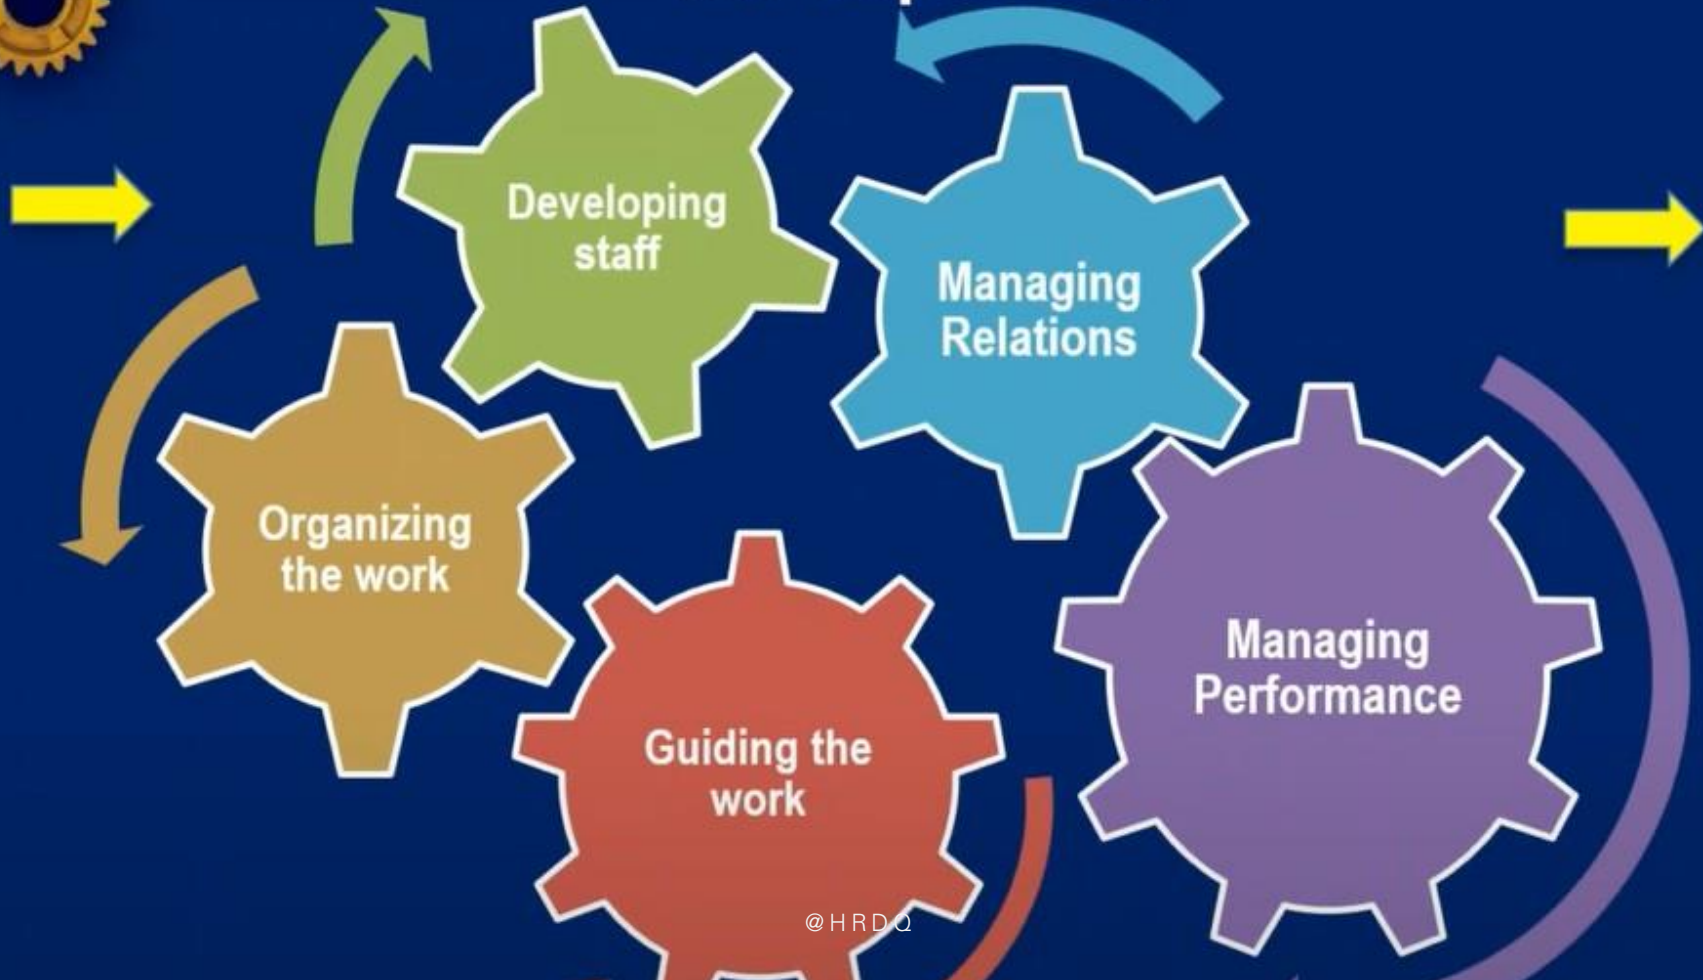 Developing
staff
Managing
Relations
Organizing
the work
Managing
Performance
Guiding the
work
@HRDQ